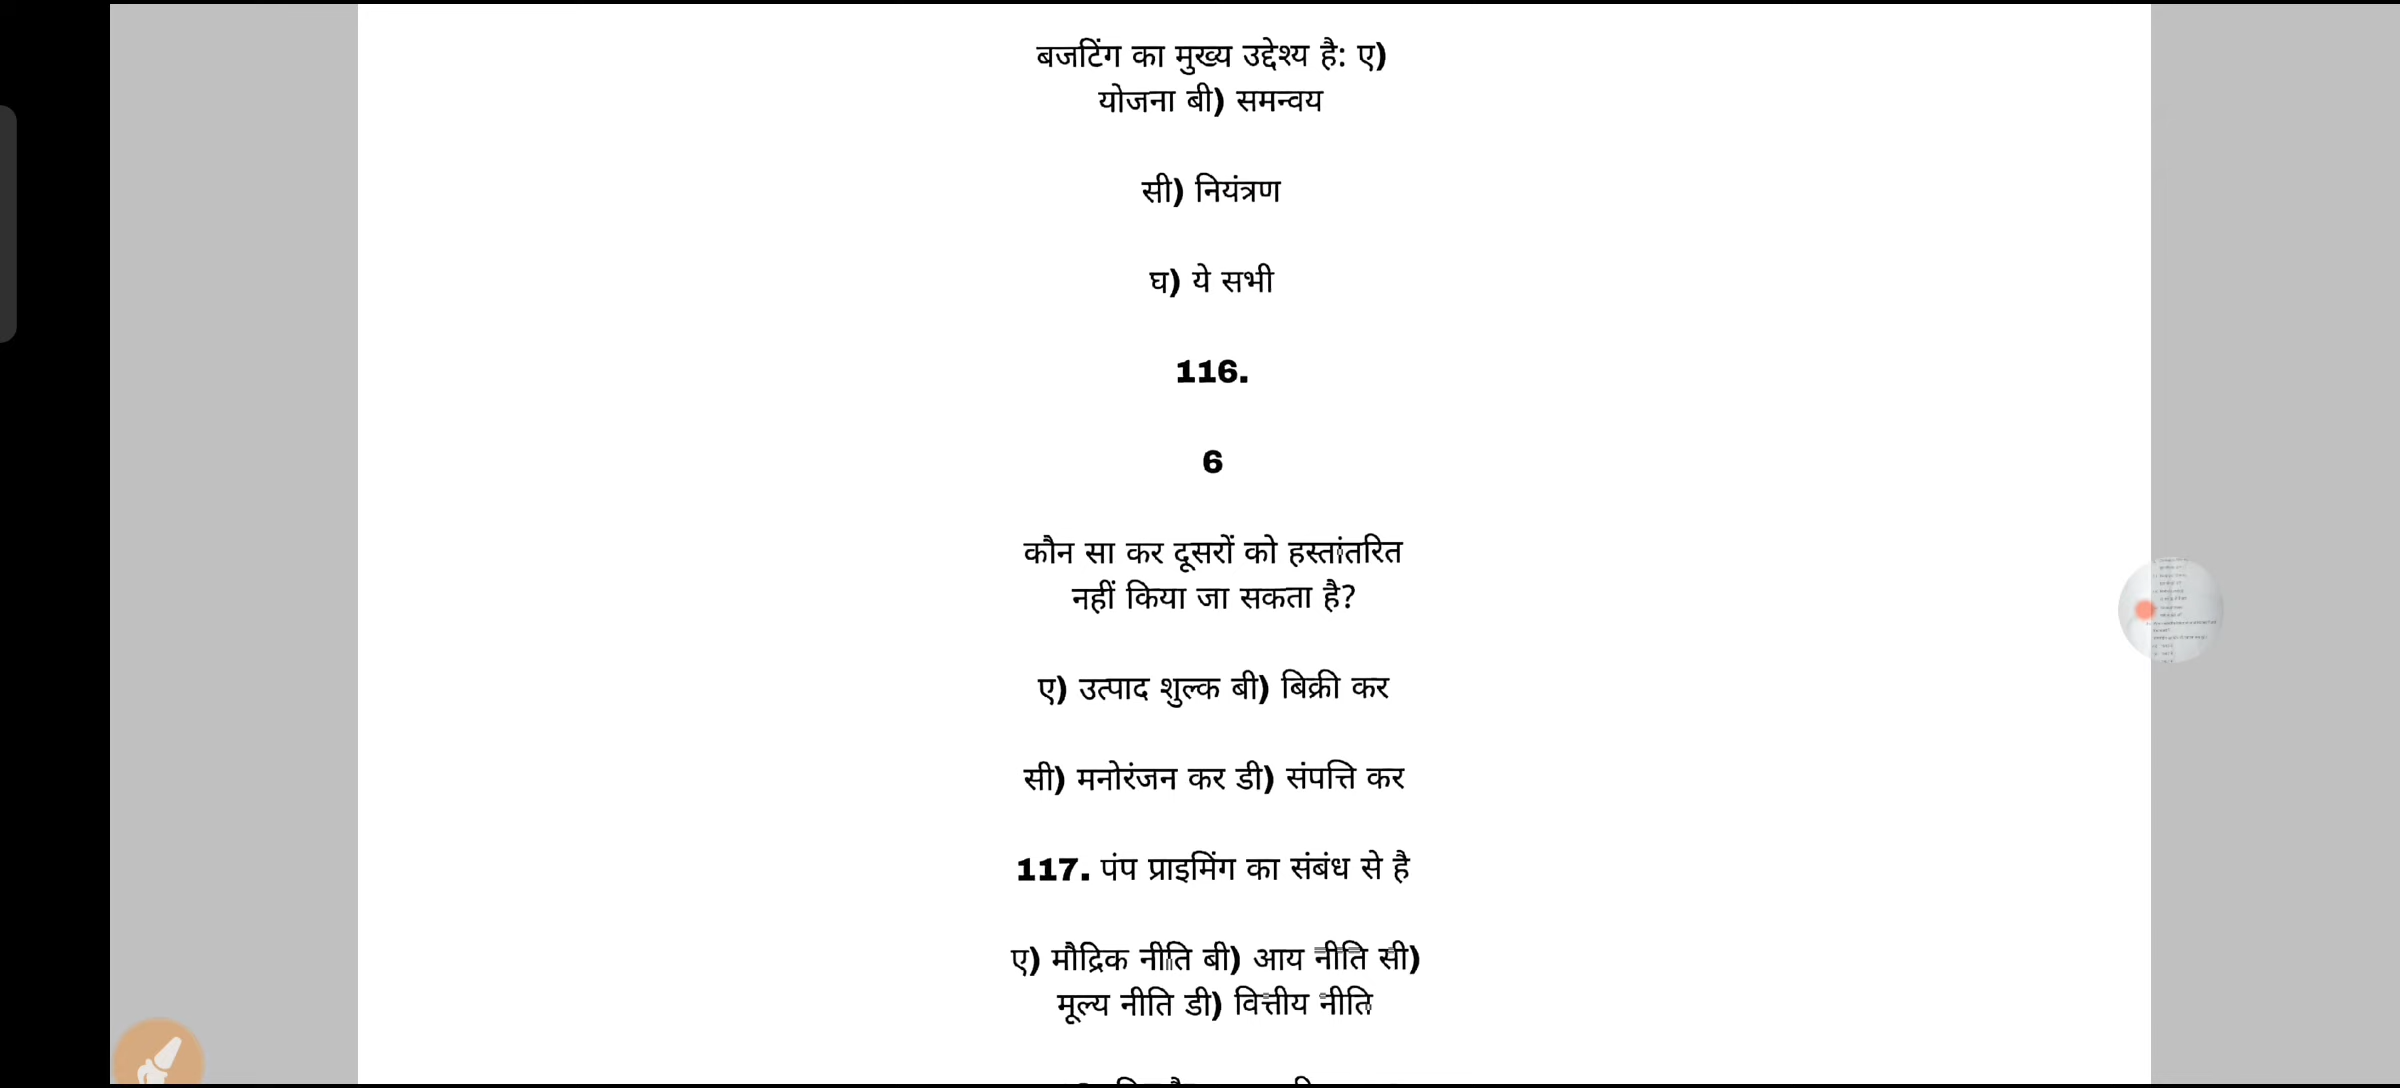 बजटिंग का मुख्य उद्देश्य है: ए)
योजना बी) समन्वय
सी) नियंत्रण
घ) ये सभी
116.
6
कौन सा कर दूसरों को हस्तांतरित
नहीं किया जा सकता है?
ए) उत्पाद शुल्क बी) बिक्री कर
सी) मनोरंजन कर डी) संपत्ति कर
117. पंप प्राइमिंग का संबंध से है
ए) मौद्रिक नीति बी) आय नीति सी)
मूल्य नीति डी) वित्तीय नीति